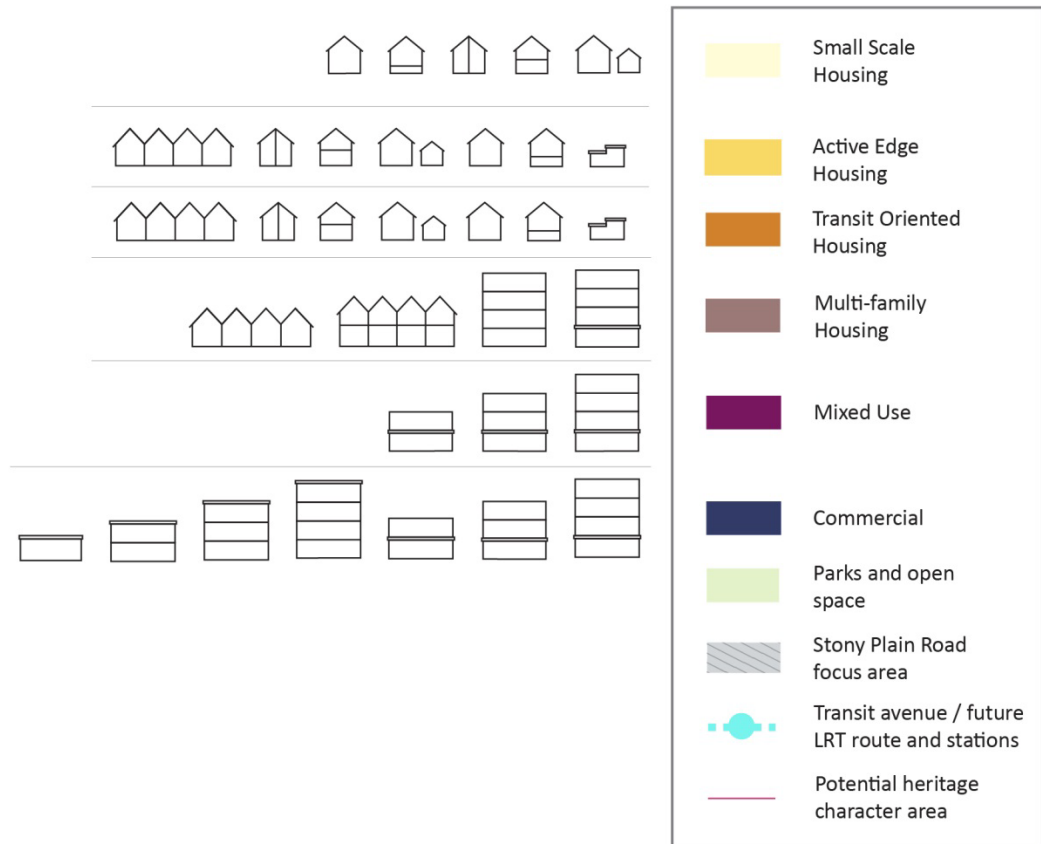 Small Scale
Housing
Active Edge
Housing
Transit Oriented
Housing
Multi-family
Housing
Mixed Use
Commercial
Parks and open
space
Stony Plain Road
focus area
Transit avenue / future
LRT route and stations
Potential heritage
character area